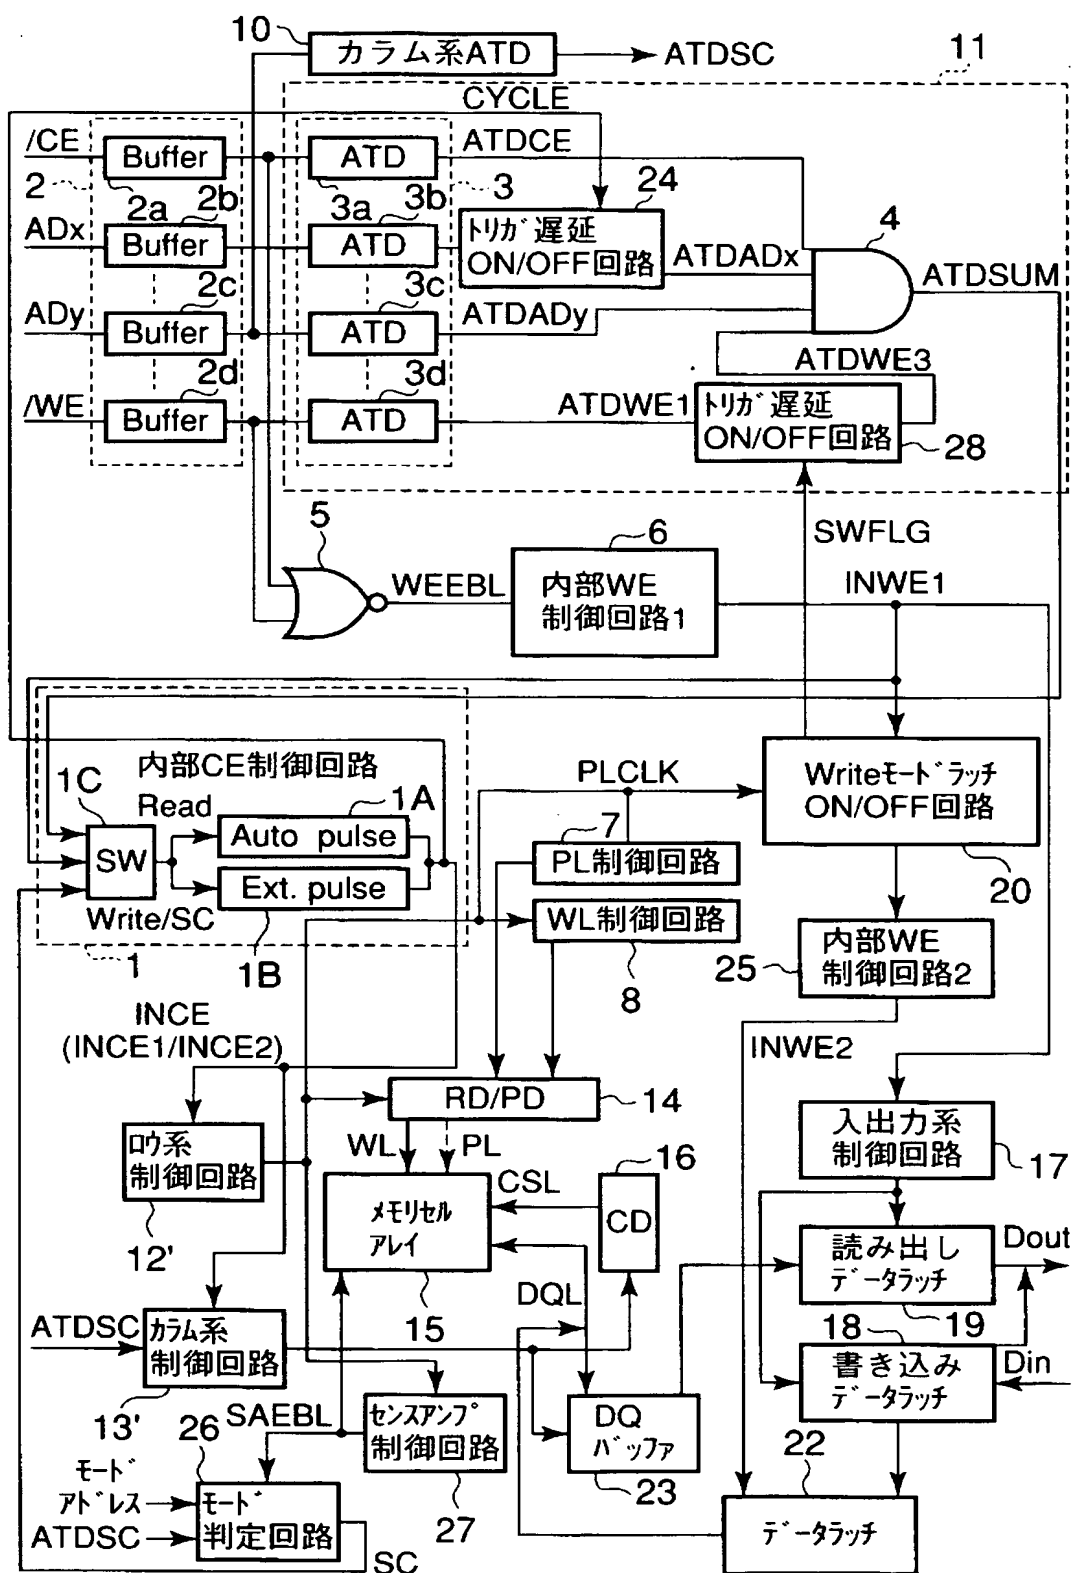 10
カラム系ATD
ATDSC
11
CYCLE
/CE
Buffer
ATD
ATDCE
2
2a
2b
3a
3b
3
24
4
ADx
Buffer
ATD
トリガ遅延
ON/OFF回路
ATDADx
ATDSUM
2c
3c
ADy
Buffer
ATD
ATDADy
2d
3d
ATDWE3
/WE
Buffer
ATD
ATDWE1
トリガ遅延
ON/OFF回路
28
5
6
SWFLG
WEEBL
内部WE
制御回路1
INWE1
内部CE制御回路
1C
Read
1A
Auto pulse
SW
Ext. pulse
Write/SC
1
1B
PLCLK
Writeモードラッチ
ON/OFF回路
20
7
PL制御回路
WL制御回路
8
25
内部WE
制御回路2
INCE
(INCE1/INCE2)
INWE2
RD/PD
14
WL
PL
ロウ系
制御回路
12'
メモリセル
アレイ
15
CSL
16
CD
入出力系
制御回路
17
DQL
読み出し
データラッチ
19
Dout
ATDSC
カラム系
制御回路
13'
18
書き込み
データラッチ
Din
SAEBL
センスアンプ
制御回路
27
DQ
バッファ
23
22
データラッチ
26
モード
アドレス
ATDSC
モード
判定回路
SC